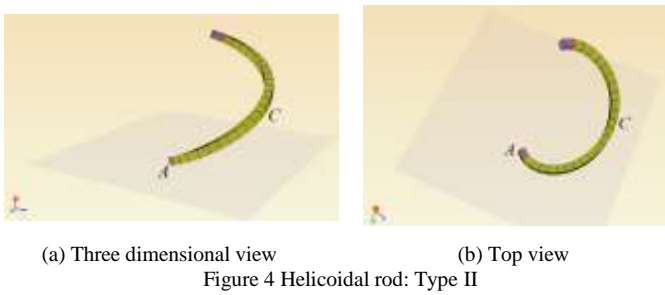 C
A
A
C
(a) Three dimensional view
(b) Top view
Figure 4 Helicoidal rod: Type II